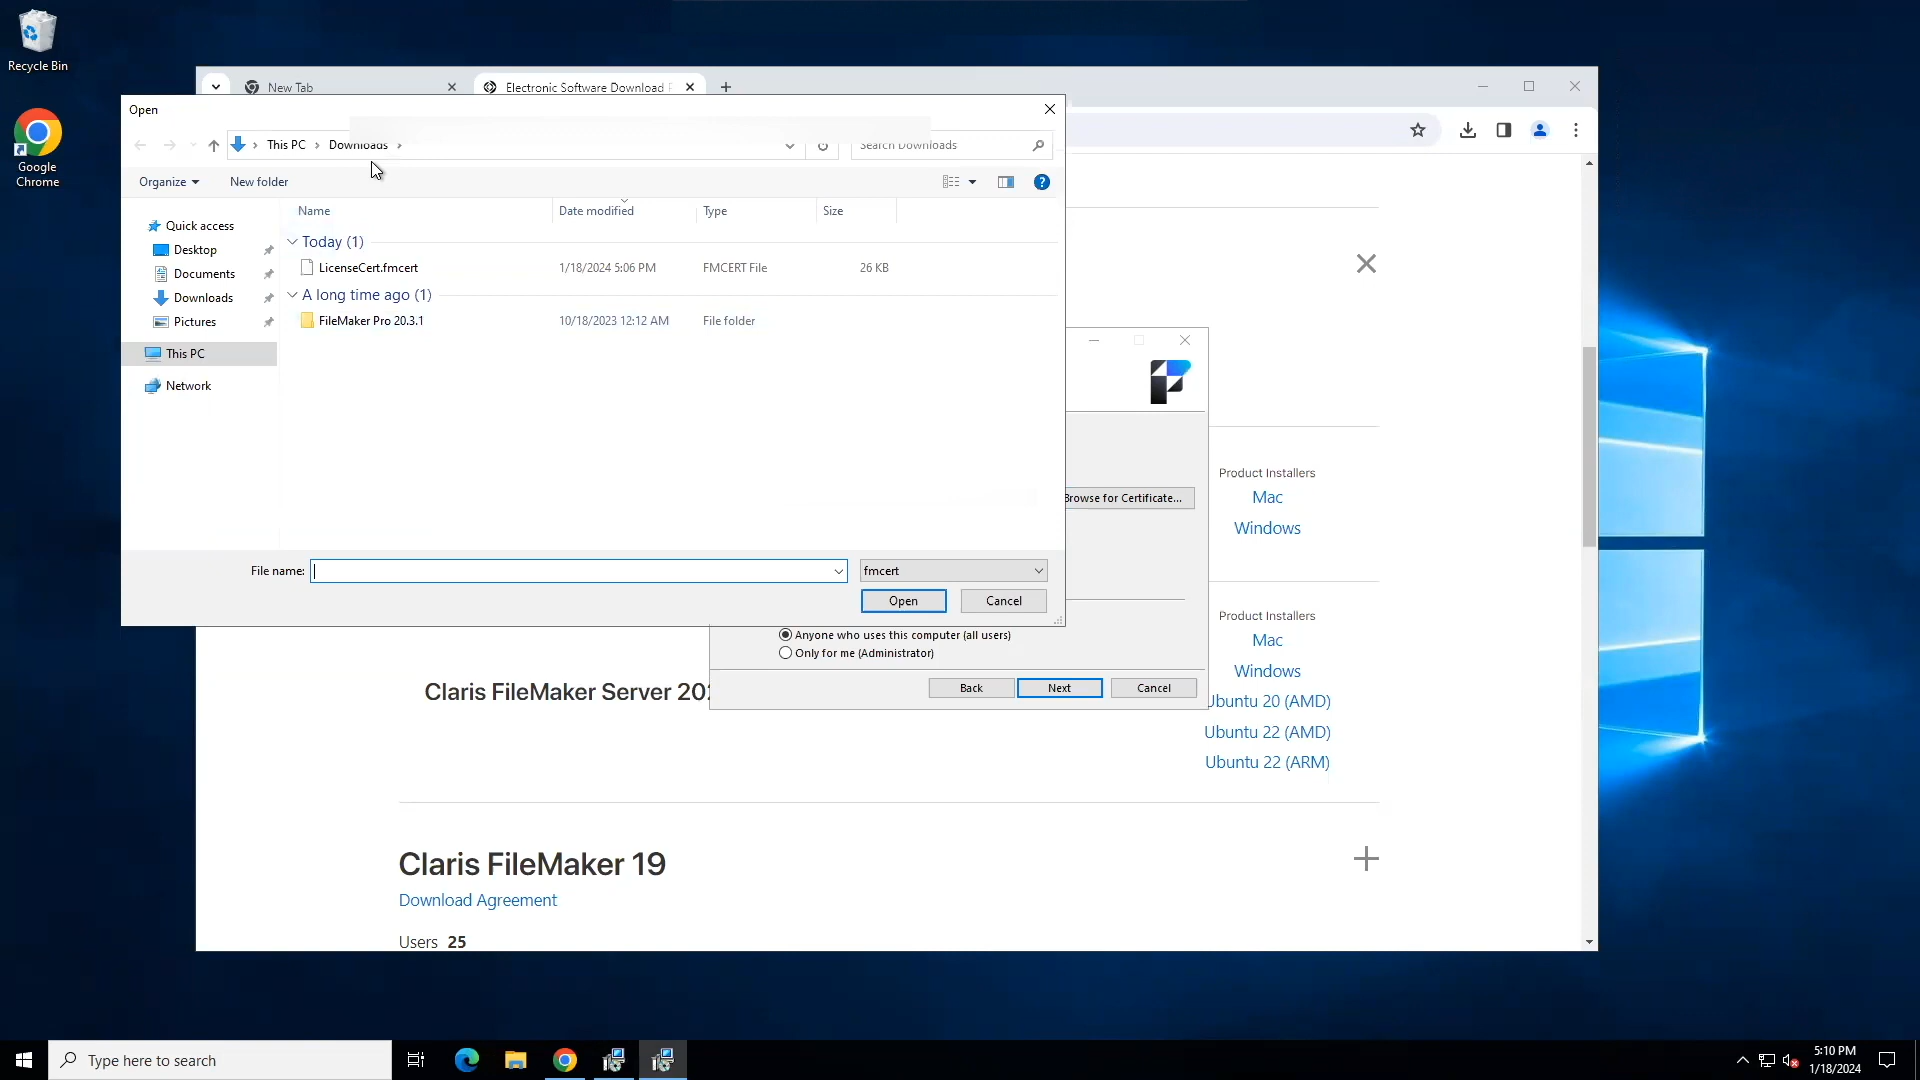 Recycle Bin
Google
Chrome
New Tab
Electronic Software Download
Open
This PC
Downloads
Search Downloads
Organize
New folder
Name
Date modified
Type
Size
Quick access
Desktop
Documents
Downloads
Pictures
This PC
Network
Today (1)
LicenseCert.fmcert
1/18/2024 5:06 PM
FMCERT File
26 KB
A long time ago (1)
FileMaker Pro 20.3.1
10/18/2023 12:12 AM
File folder
File name:
fmcert
Open
Cancel
Browse for Certificate...
Anyone who uses this computer (all users)
Only for me (Administrator)
Back
Next
Cancel
Product Installers
Mac
Windows
Product Installers
Mac
Windows
Ubuntu 20 (AMD)
Ubuntu 22 (AMD)
Ubuntu 22 (ARM)
Claris FileMaker Server
Claris FileMaker 19
Download Agreement
Users 25
Type here to search
5:10 PM
1/18/2024